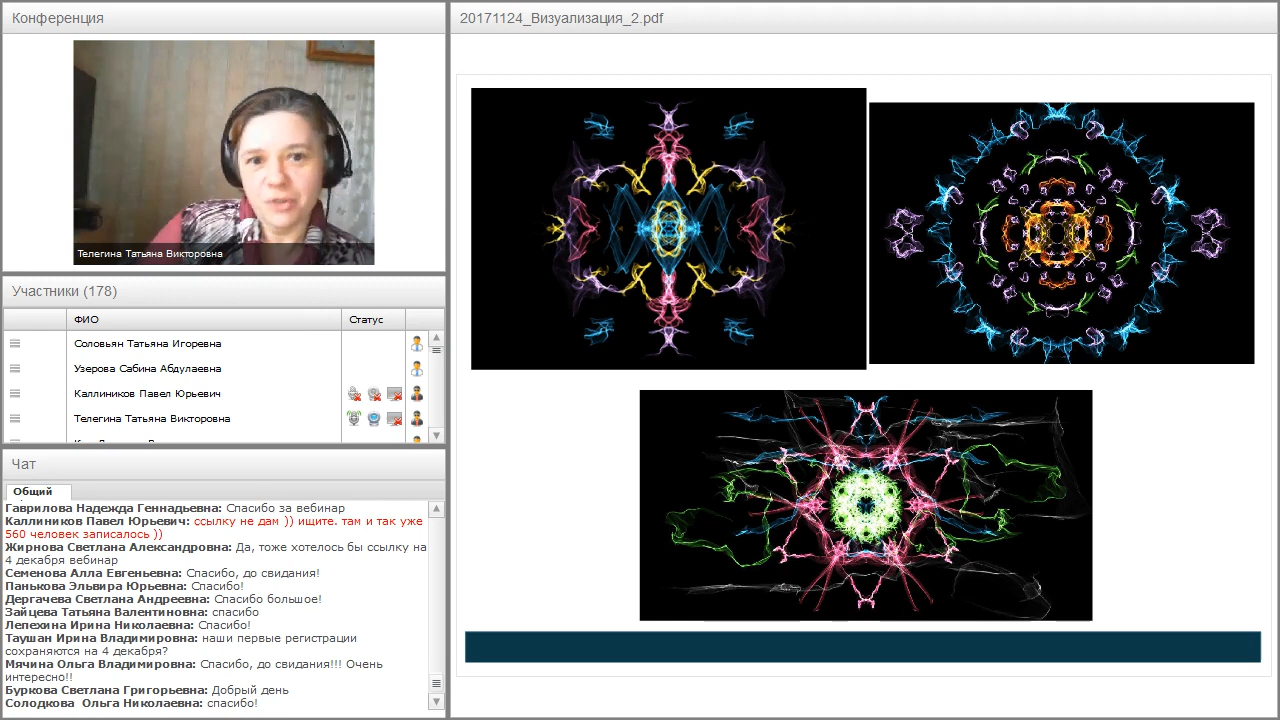 Конференция
Телегина Татьяна Викторовна
Участники (178)
ФИО Статус
Соловьян Татьяна Игоревна
Узерова Сабина Абдулаевна
Каллиников Павел Юрьевич
Телегина Татьяна Викторовна
Чат
Общий
Гаврилова Надежда Геннадьевна: Спасибо за вебинар
Каллиников Павел Юрьевич: ссылку не дам )) ищите. там и так уже
560 человек записалось ))
Жирнова Светлана Александровна: Да, тоже хотелось бы ссылку на
4 декабря вебинар
Семенова Алла Евгеньевна: Спасибо, до свидания!
Панькова Эльвира Юрьевна: Спасибо!
Дергачева Светлана Андреевна: Спасибо большое!
Зайцева Татьяна Валентиновна: спасибо
Лепехина Ирина Николаевна: Спасибо!
Таушан Ирина Владимировна: наши первые регистрации
сохраняются на 4 декабря?
Мячина Ольга Владимировна: Спасибо, до свидания!!! Очень
интересно!!
Буркова Светлана Григорьевна: Добрый день
Солодкова Ольга Николаевна: спасибо!
20171124_Визуализация_2.pdf